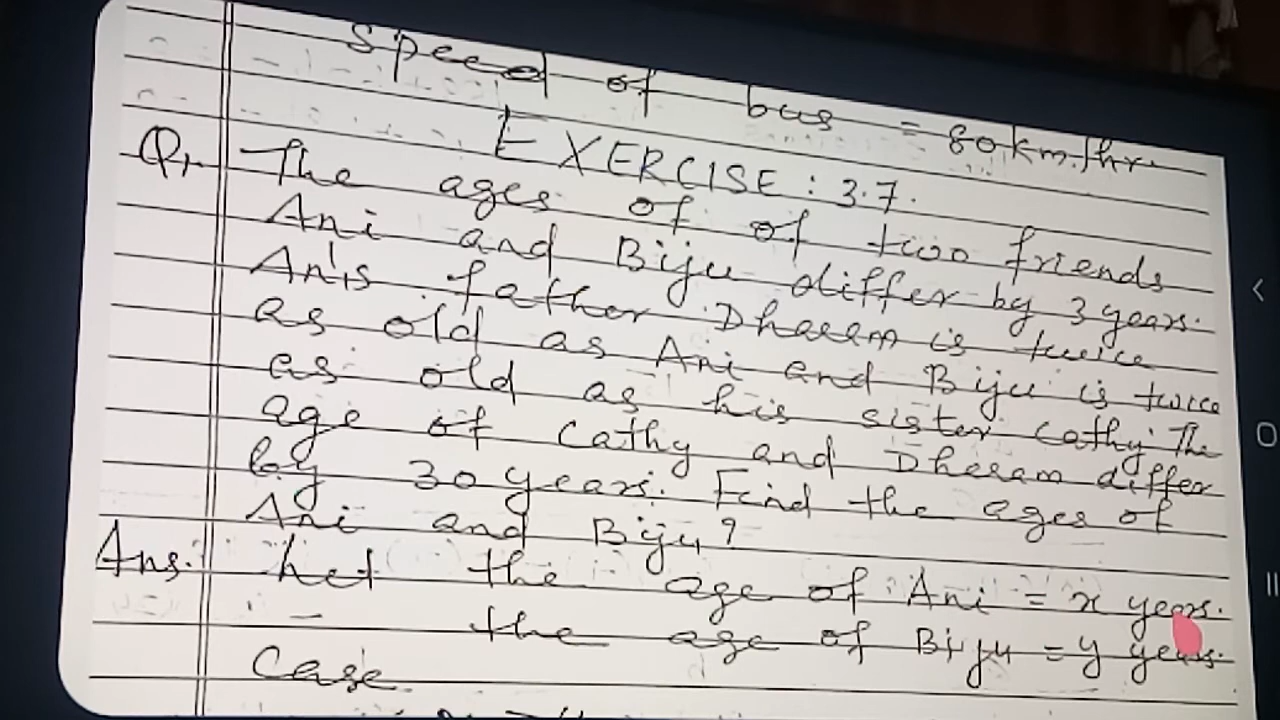 Speed of bus = 80 km/hr.
EXERCISE: 3.7.
Q1. The ages of of two friends
Ani and Biju differ by 3 years.
Ani's father Dharam is twice
as old as Ani and Biju is twice
as old as his sister Cathy. The
age of Cathy and Dharam differ
by 30 years. Find the ages of
Ani and Biju?
Ans. Let the age of Ani = x years.
- the age of Biju = y years.
Case